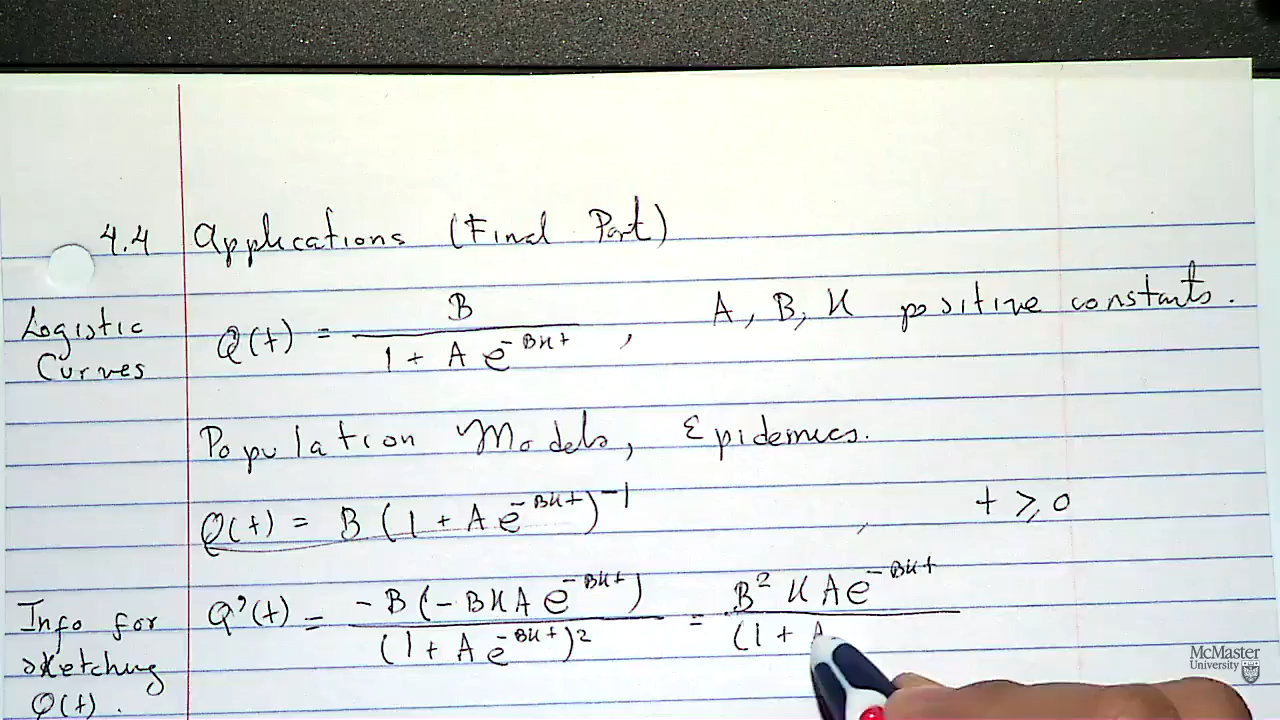 4.4 Applications (Final Part)
Logistic Curves
Q(t) = B / (1 + A e^{-Bkt}), A, B, k positive constants.
Population Models, Epidemics.
Q(t) = B (1 + A e^{-Bkt})^{-1} t ≥ 0
Info for sketching Q(t).
Q'(t) = -B (-BkA e^{-Bkt}) / (1 + A e^{-Bkt})^2 = B^2 k A e^{-Bkt} / (1 + A
McMaster
University